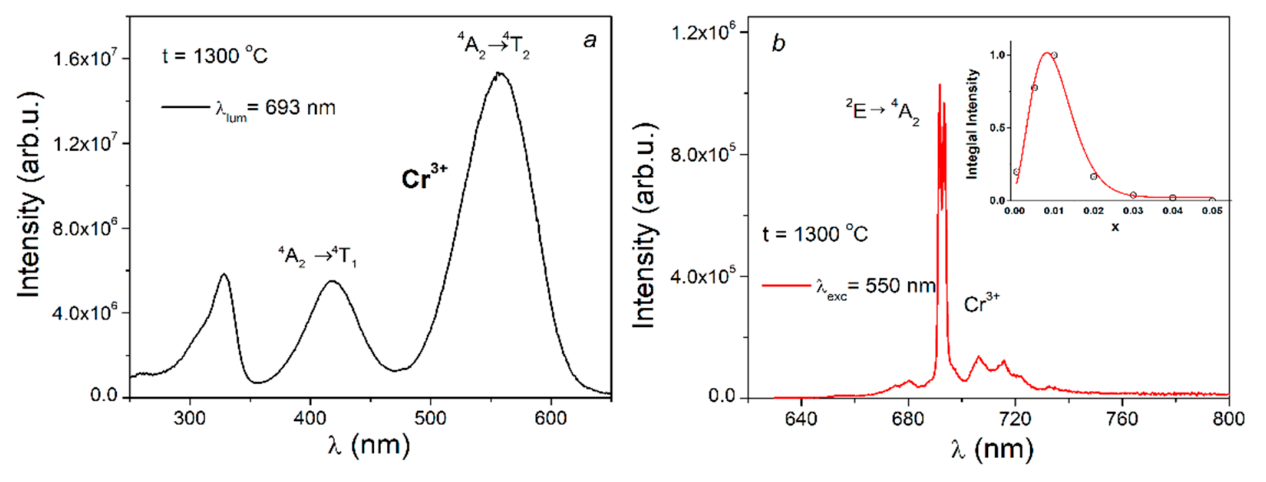 a
t = 1300 °C
λlum= 693 nm
⁴A₂→⁴T₂
Cr³⁺
⁴A₂ →⁴T₁
Intensity (arb.u.)
1.6x10⁷
1.2x10⁷
8.0x10⁶
4.0x10⁶
0.0
300 400 500 600
λ (nm)
b
²E→ ⁴A₂
t = 1300 °C
λexc= 550 nm
Cr³⁺
Intensity (arb.u.)
1.2x10⁶
8.0x10⁵
4.0x10⁵
0.0
640 680 720 760 800
λ (nm)
Integlal Intensity
1.0
0.5
0.0
0.00 0.01 0.02 0.03 0.04 0.05
x